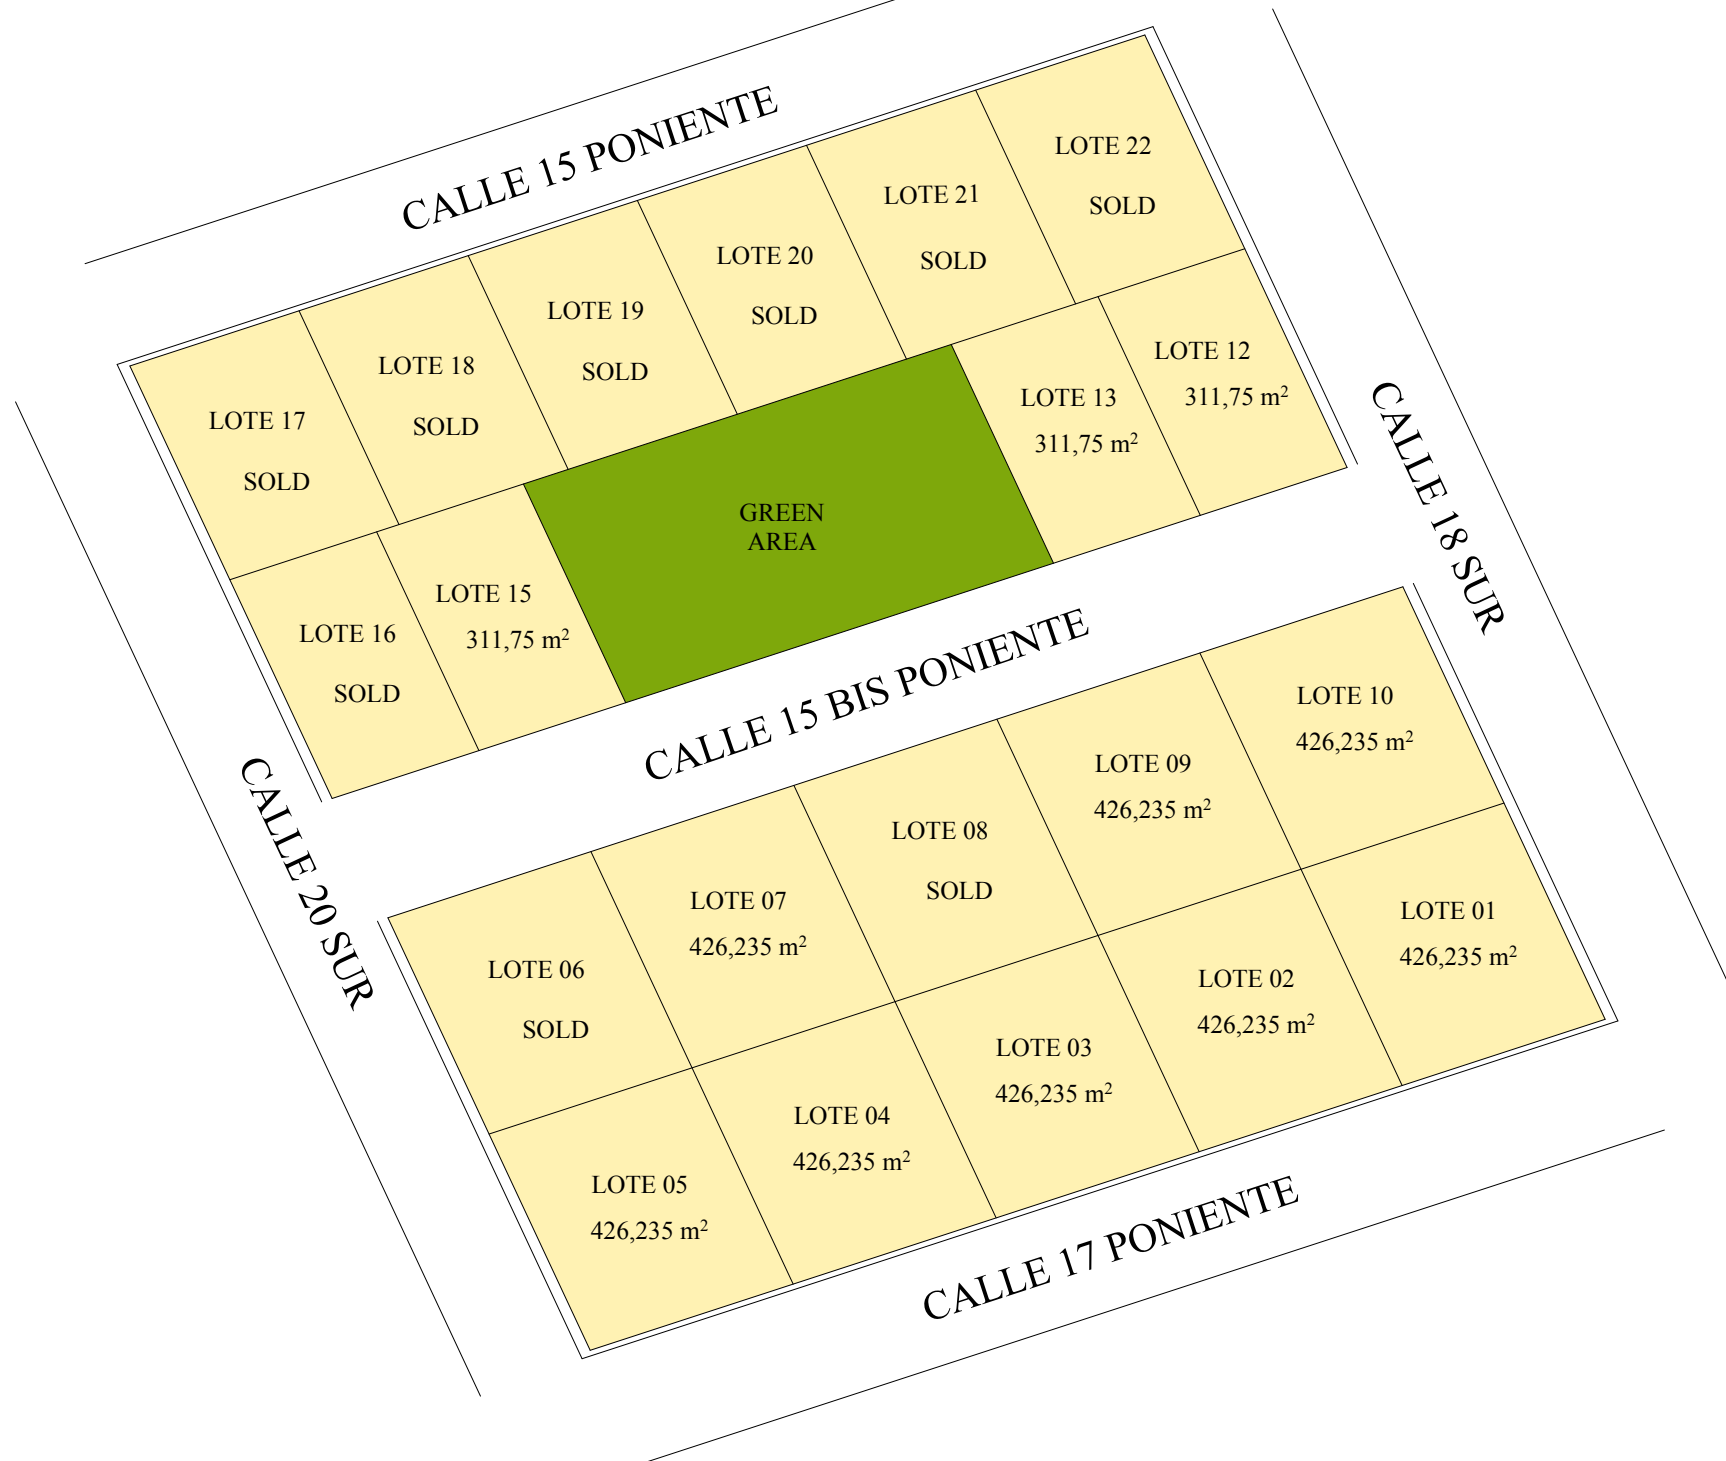 CALLE 15 PONIENTE
LOTE 22
SOLD
LOTE 21
SOLD
LOTE 20
SOLD
LOTE 19
SOLD
LOTE 18
SOLD
LOTE 17
SOLD
LOTE 12
311,75 m²
LOTE 13
311,75 m²
GREEN
AREA
LOTE 15
311,75 m²
LOTE 16
SOLD
CALLE 18 SUR
CALLE 15 BIS PONIENTE
CALLE 20 SUR
LOTE 10
426,235 m²
LOTE 09
426,235 m²
LOTE 08
SOLD
LOTE 07
426,235 m²
LOTE 06
SOLD
LOTE 01
426,235 m²
LOTE 02
426,235 m²
LOTE 03
426,235 m²
LOTE 04
426,235 m²
LOTE 05
426,235 m²
CALLE 17 PONIENTE